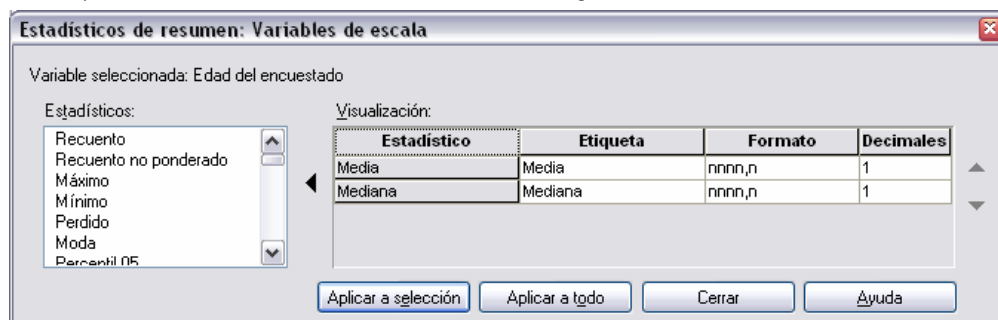 Estadísticos de resumen: Variables de escala
Variable seleccionada: Edad del encuestado
Estadísticos:
Recuento
Recuento no ponderado
Máximo
Mínimo
Perdido
Moda
Percentil 05
Visualización:
Estadístico Etiqueta Formato Decimales
Media Media nnnn,n 1
Mediana Mediana nnnn,n 1
Aplicar a selección Aplicar a todo Cerrar Ayuda